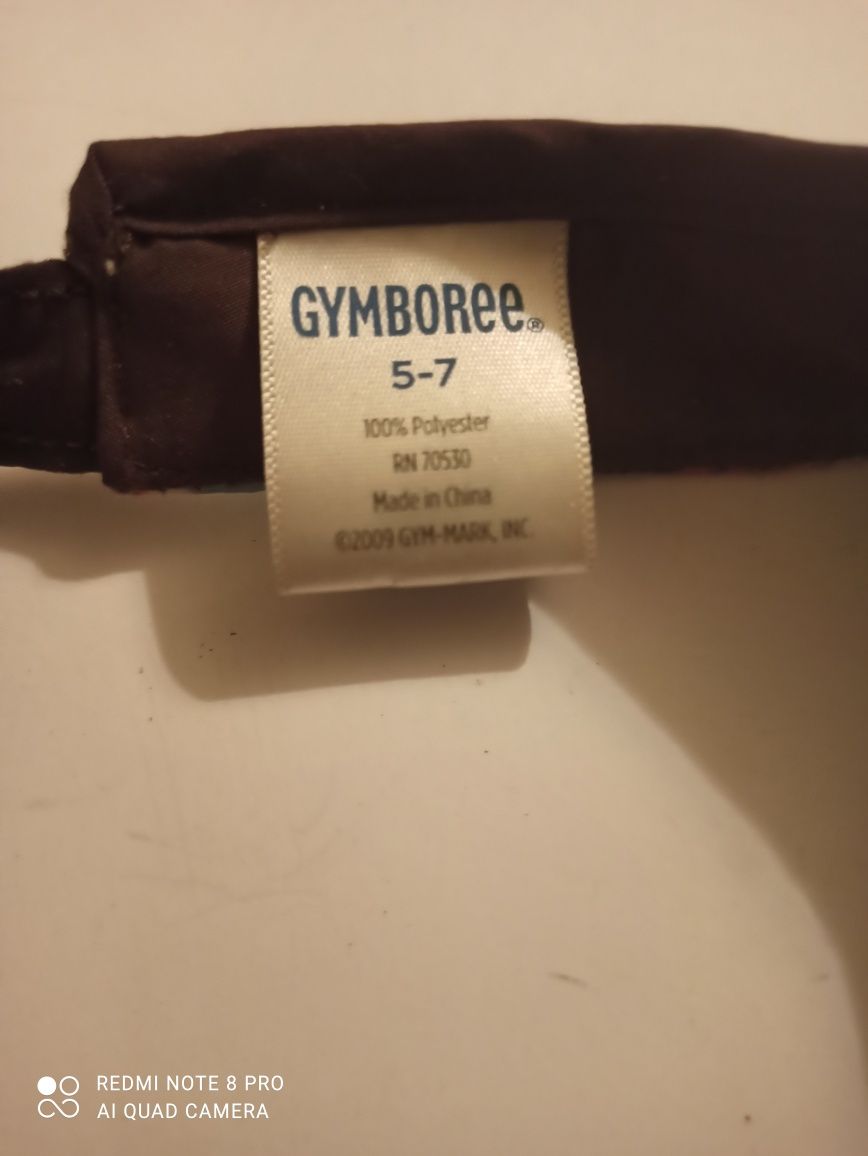 GYMBOREE®
5-7
100% Polyester
RN 70530
Made in China
©2009 GYM-MARK, INC.
REDMI NOTE 8 PRO
AI QUAD CAMERA